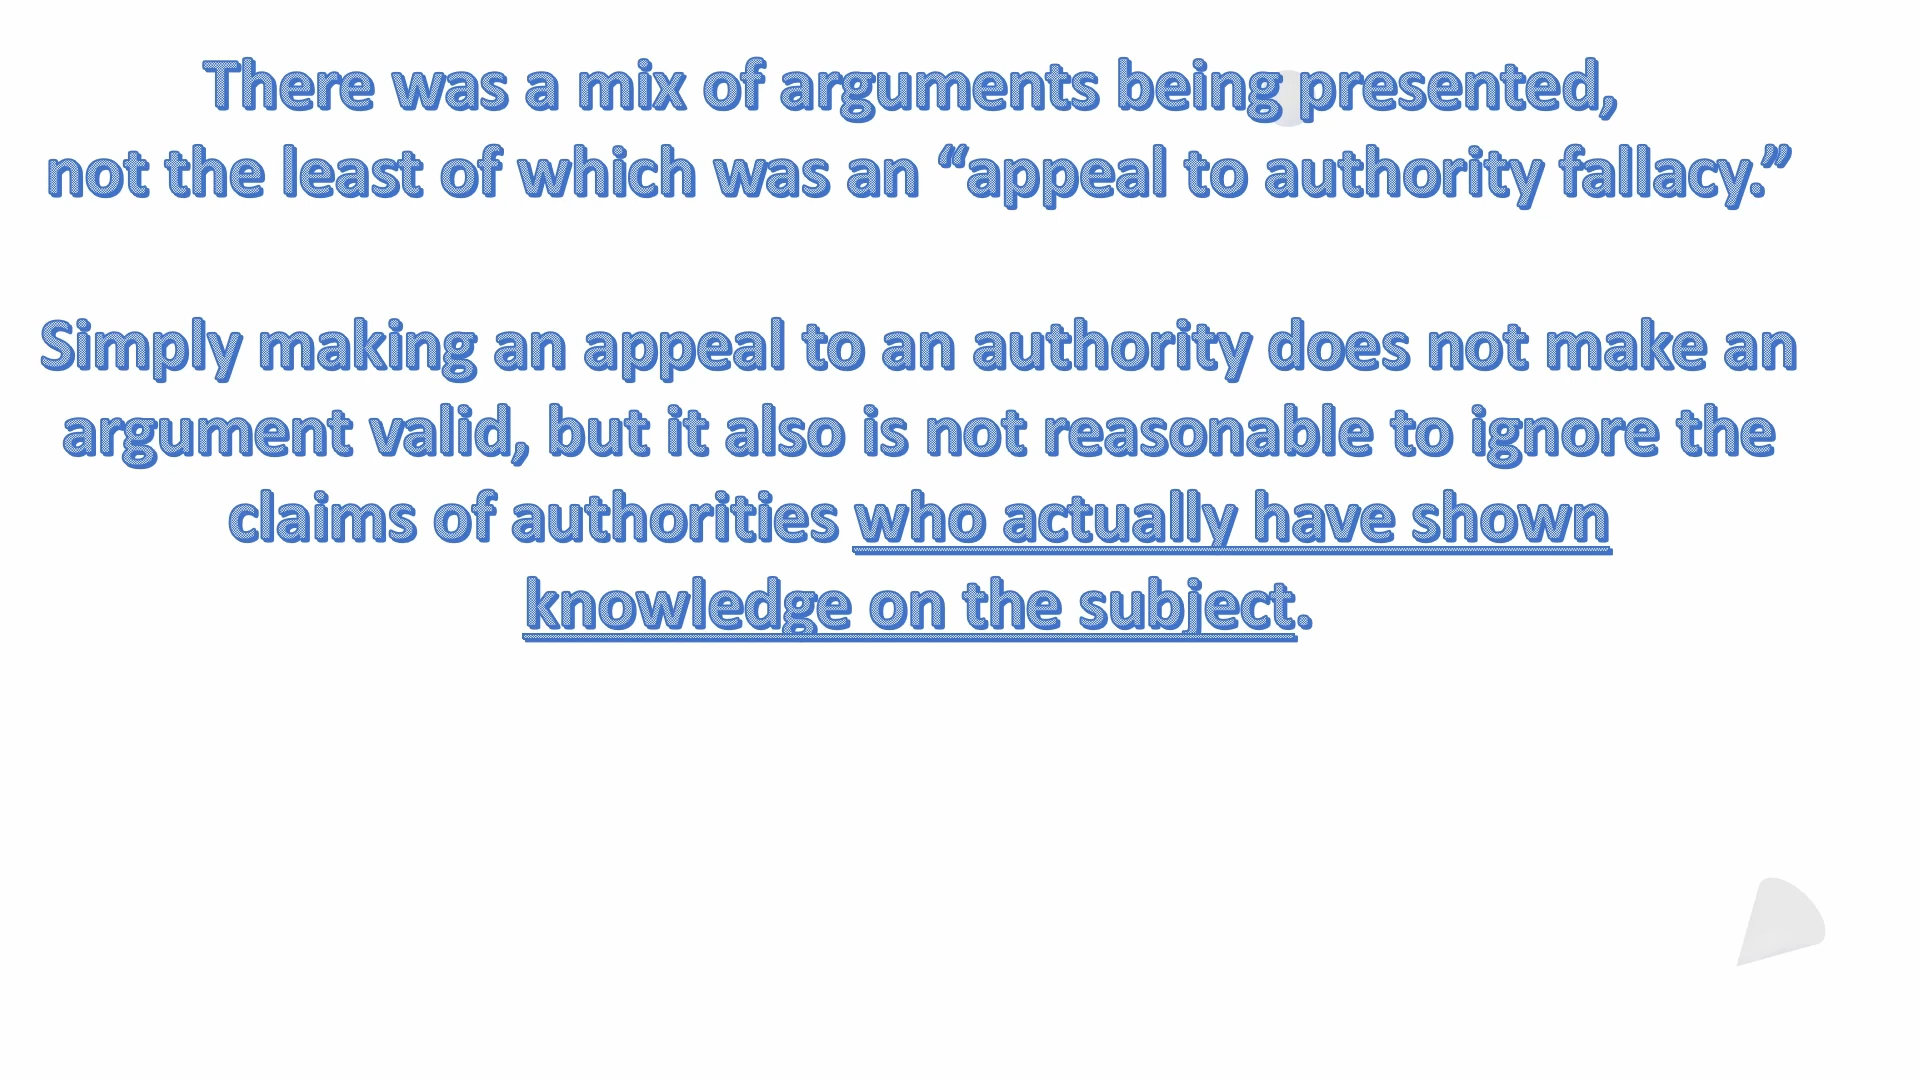 There was a mix of arguments being presented,
not the least of which was an “appeal to authority fallacy.”
Simply making an appeal to an authority does not make an
argument valid, but it also is not reasonable to ignore the
claims of authorities who actually have shown
knowledge on the subject.